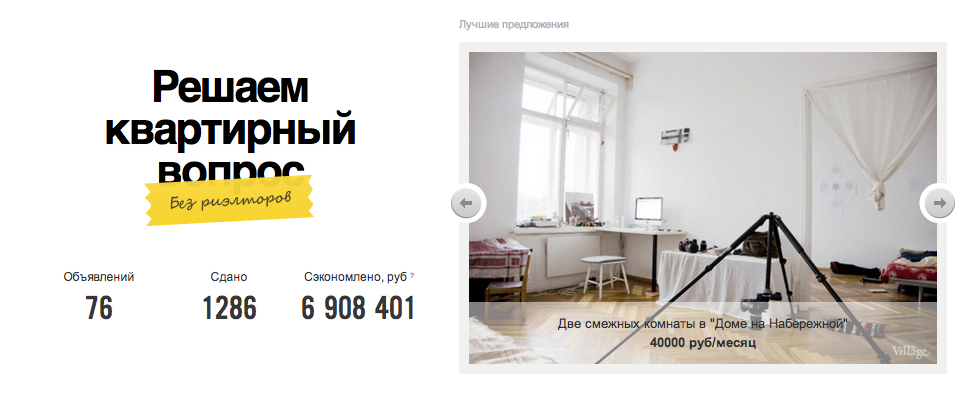 Лучшие предложения
Решаем
квартирный
вопрос
Без риэлторов
Объявлений
Сдано
Сэкономлено, руб ?
76
1286
6 908 401
Две смежных комнаты в "Доме на Набережной"
40000 руб/месяц
Village